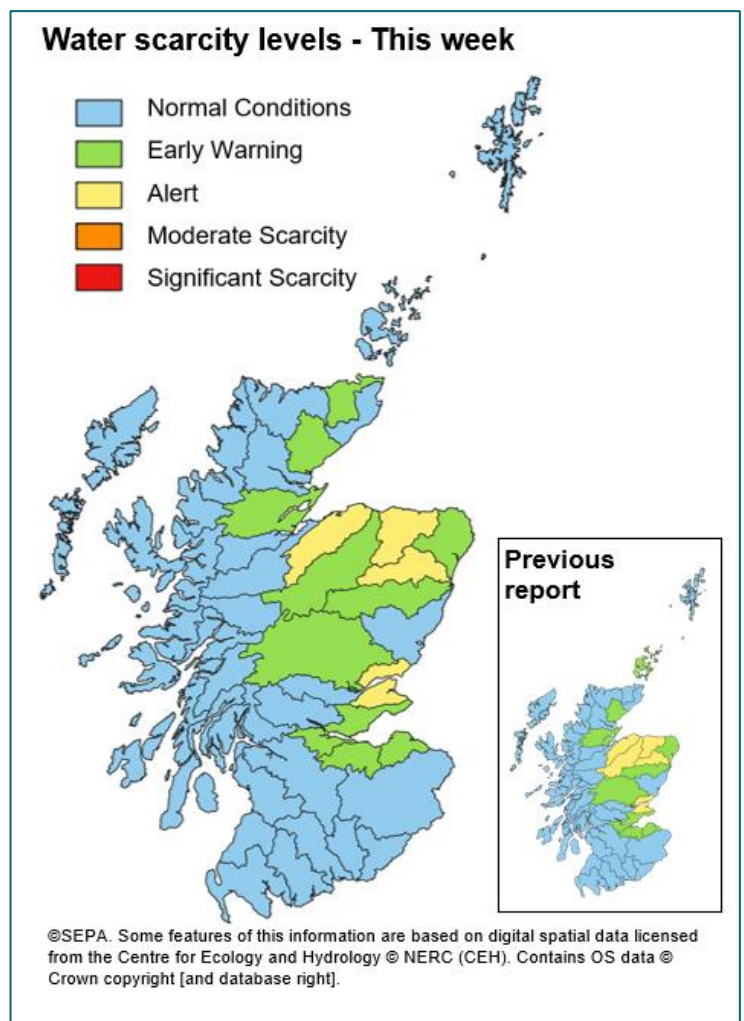 Water scarcity levels - This week
Normal Conditions
Early Warning
Alert
Moderate Scarcity
Significant Scarcity
Previous
report
©SEPA. Some features of this information are based on digital spatial data licensed
from the Centre for Ecology and Hydrology © NERC (CEH). Contains OS data ©
Crown copyright [and database right].